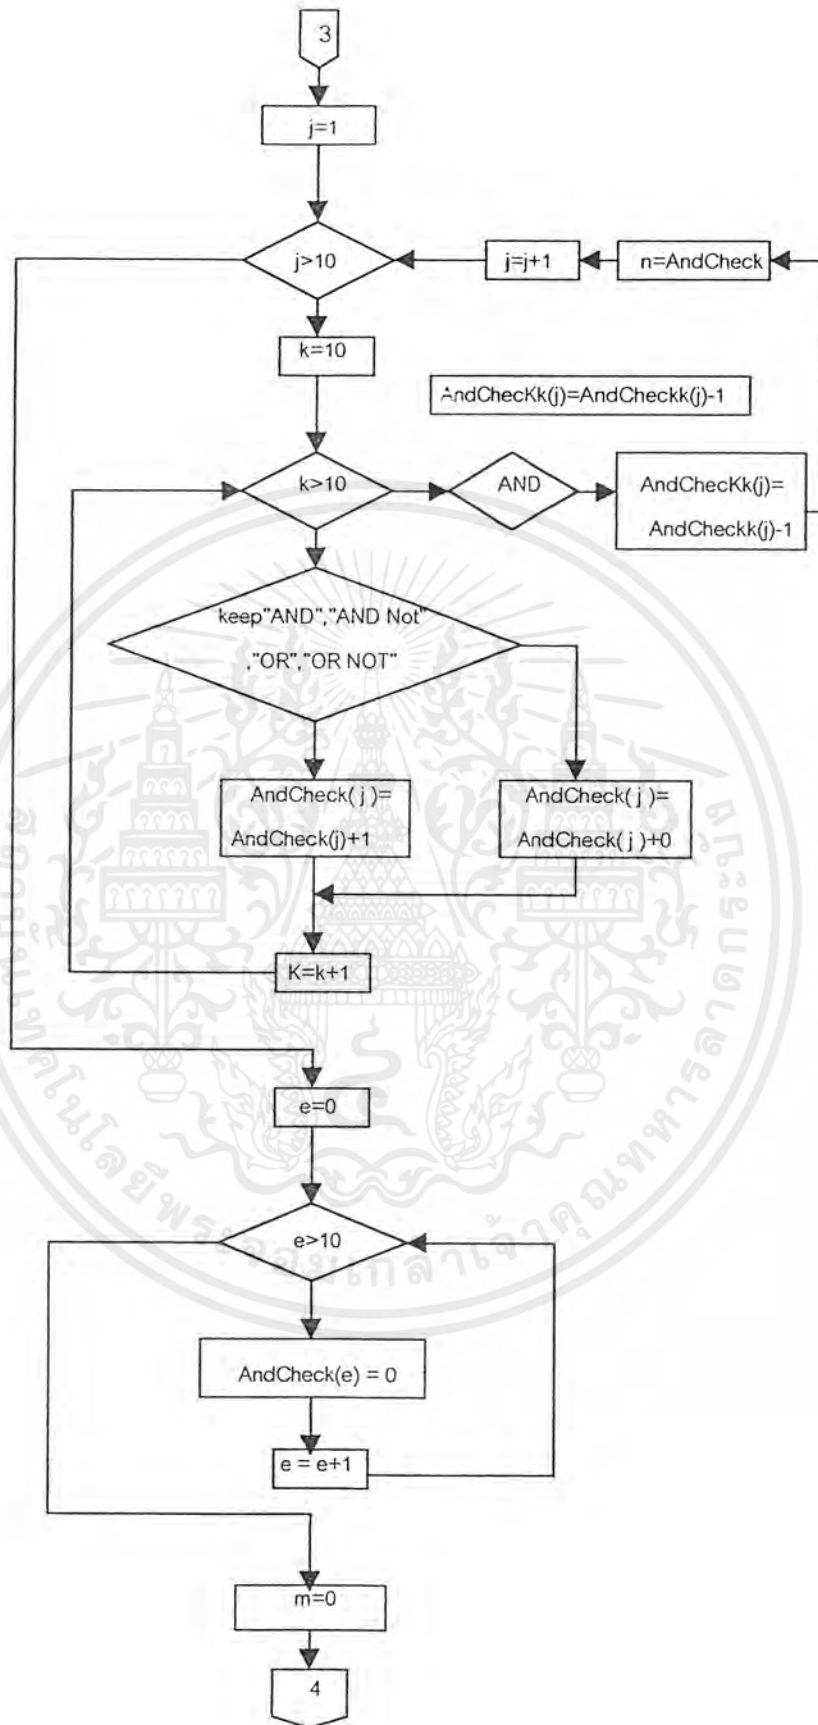 3
j=1
j>10
j=j+1
n=AndCheck
k=10
AndChecKk(j)=AndCheckk(j)-1
k>10
AND
AndChecKk(j)=
AndCheckk(j)-1
keep"AND","AND Not"
,"OR","OR NOT"
AndCheck( j )=
AndCheck(j)+1
AndCheck( j )=
AndCheck( j )+0
K=k+1
e=0
e>10
AndCheck(e) = 0
e = e+1
m=0
4